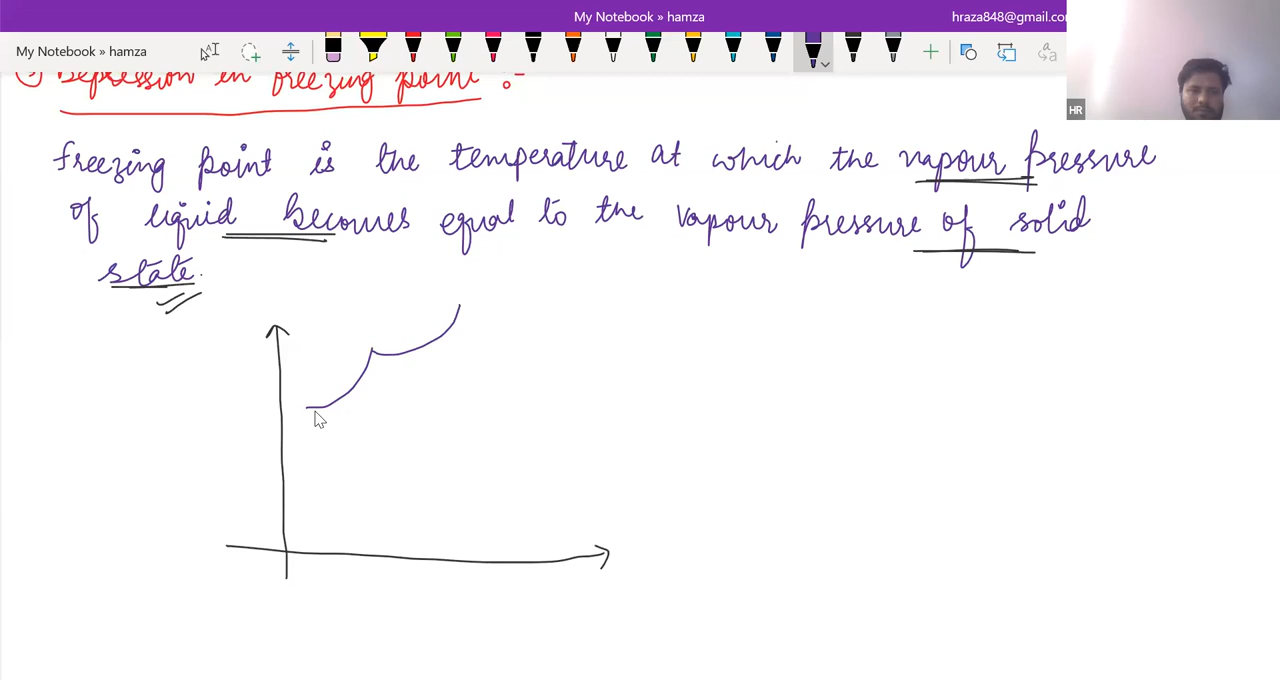 My Notebook » hamza
hraza848@gmail.co
My Notebook » hamza
Depression in freezing point :-
HR
freezing point is the temperature at which the vapour pressure
of liquid becomes equal to the vapour pressure of solid
state.